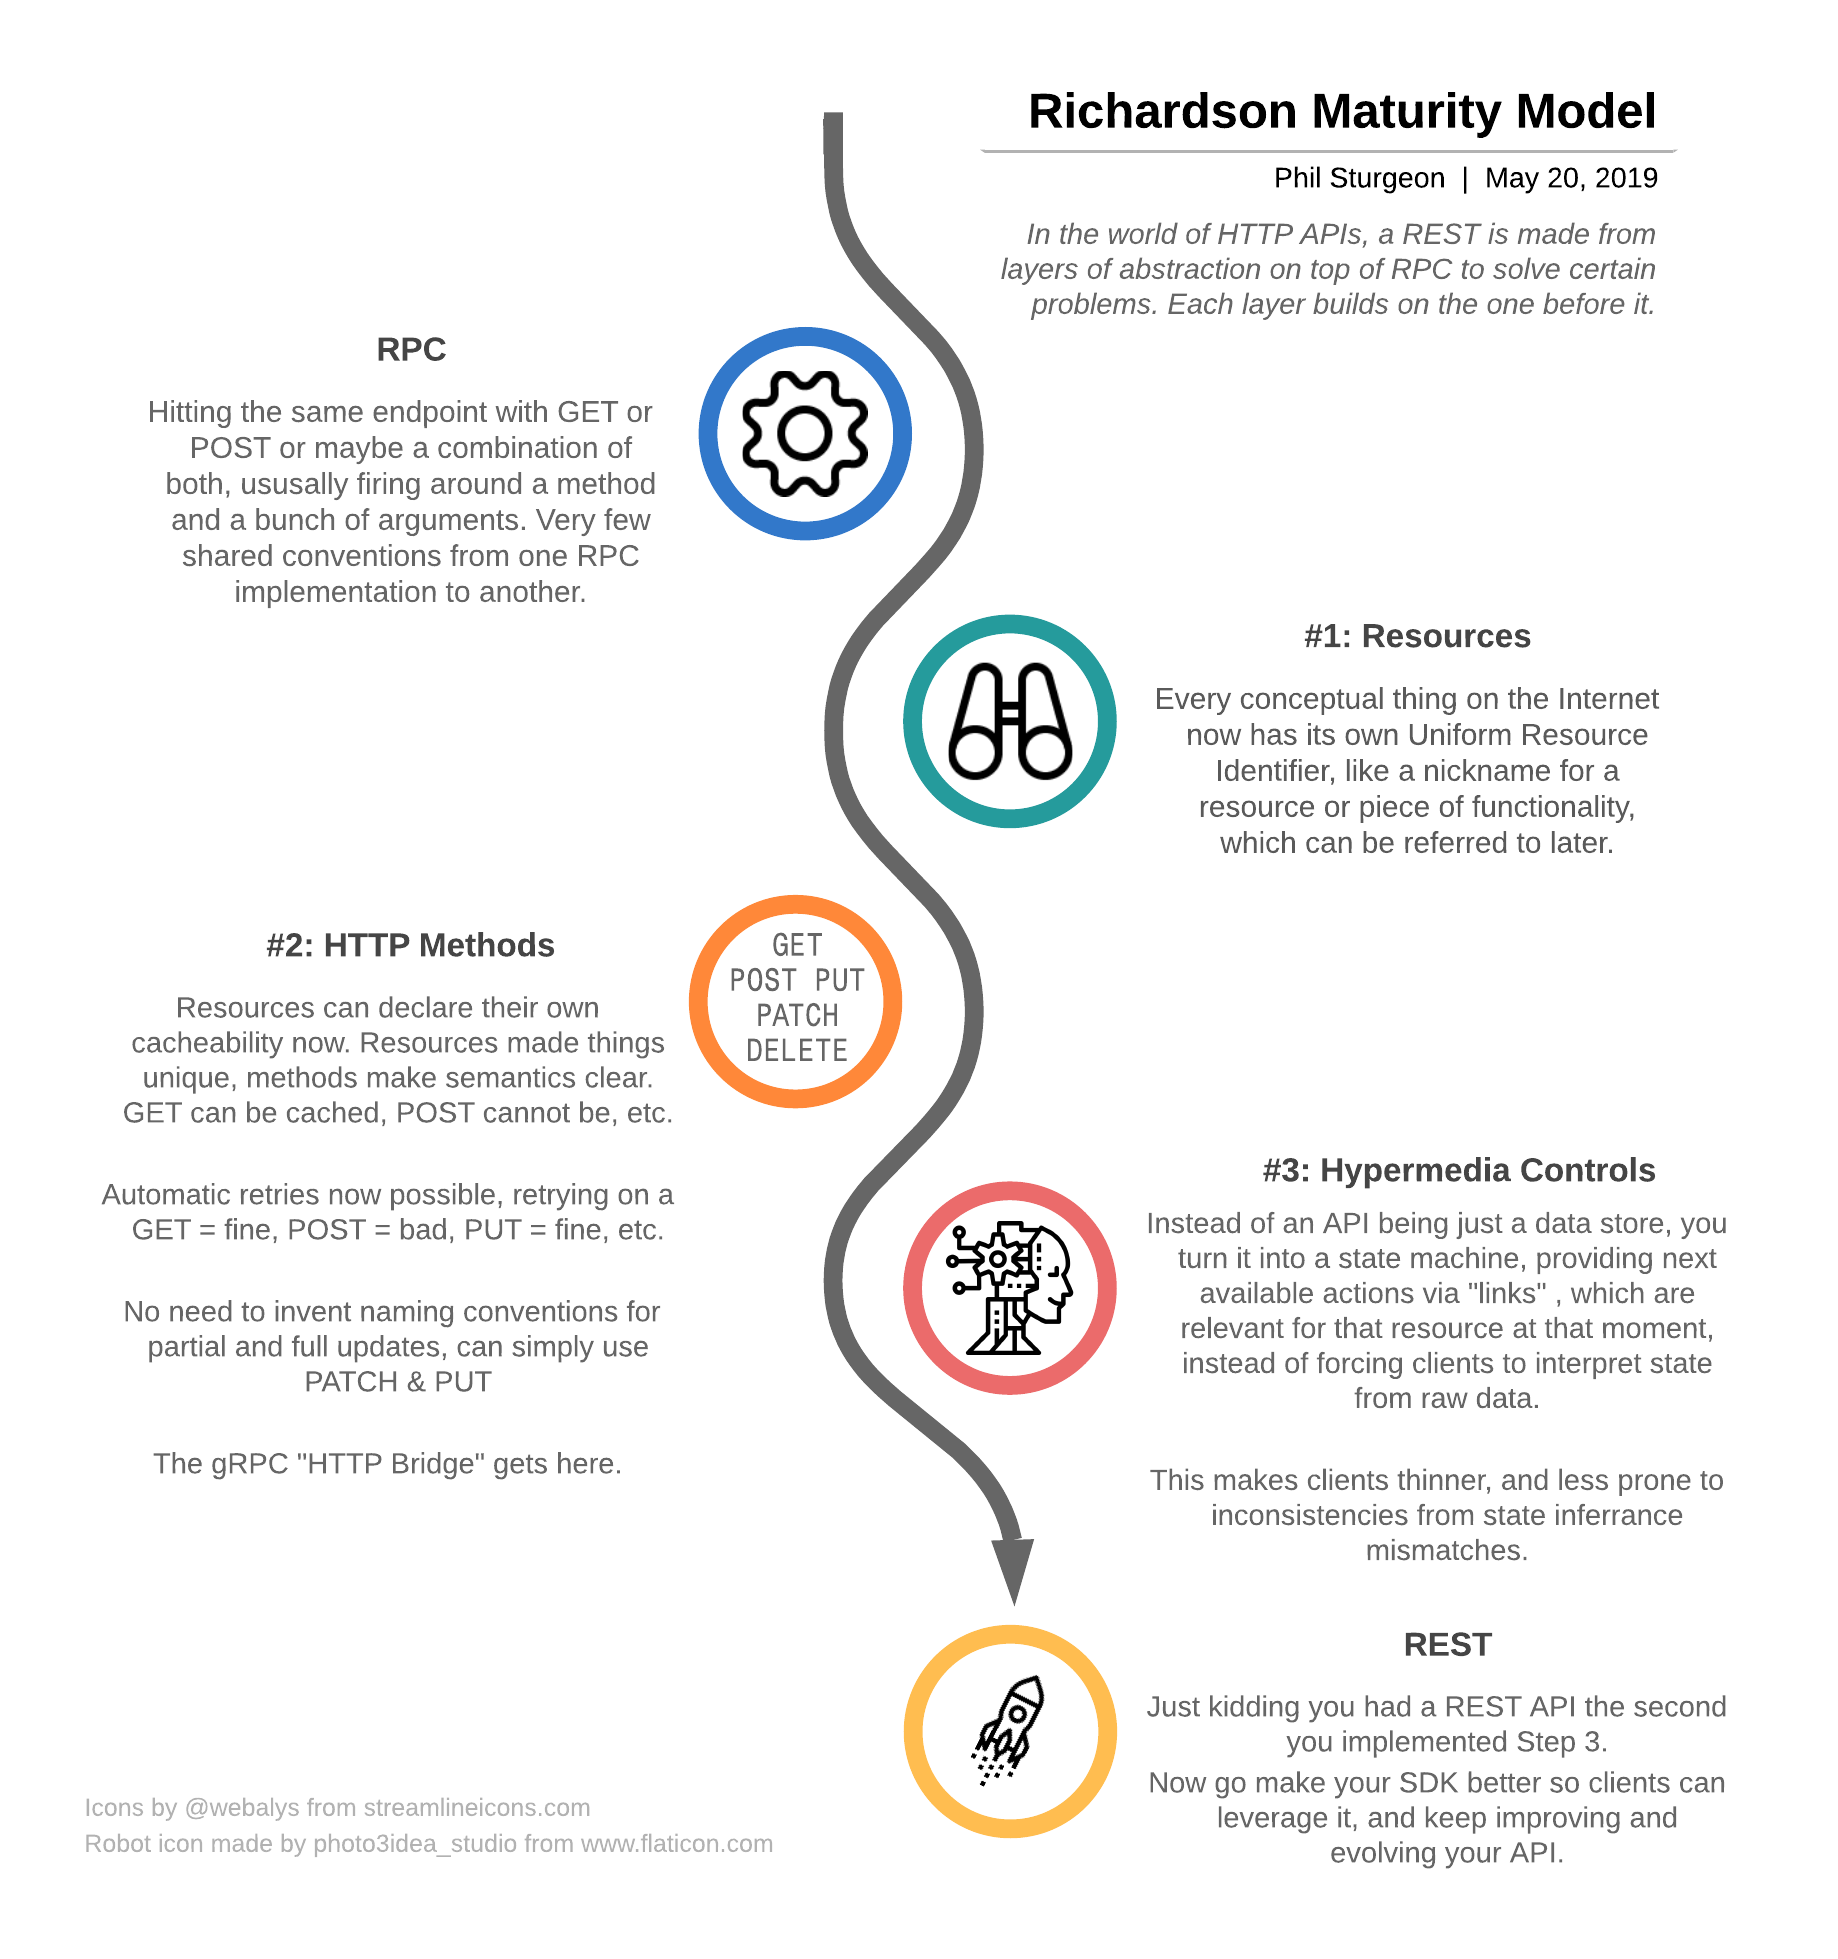 Richardson Maturity Model
Phil Sturgeon | May 20, 2019
In the world of HTTP APIs, a REST is made from
layers of abstraction on top of RPC to solve certain
problems. Each layer builds on the one before it.
RPC
Hitting the same endpoint with GET or
POST or maybe a combination of
both, ususally firing around a method
and a bunch of arguments. Very few
shared conventions from one RPC
implementation to another.
#1: Resources
Every conceptual thing on the Internet
now has its own Uniform Resource
Identifier, like a nickname for a
resource or piece of functionality,
which can be referred to later.
#2: HTTP Methods
Resources can declare their own
cacheability now. Resources made things
unique, methods make semantics clear.
GET can be cached, POST cannot be, etc.
Automatic retries now possible, retrying on a
GET = fine, POST = bad, PUT = fine, etc.
No need to invent naming conventions for
partial and full updates, can simply use
PATCH & PUT
The gRPC "HTTP Bridge" gets here.
GET
POST PUT
PATCH
DELETE
#3: Hypermedia Controls
Instead of an API being just a data store, you
turn it into a state machine, providing next
available actions via "links" , which are
relevant for that resource at that moment,
instead of forcing clients to interpret state
from raw data.
This makes clients thinner, and less prone to
inconsistencies from state inferrance
mismatches.
REST
Just kidding you had a REST API the second
you implemented Step 3.
Now go make your SDK better so clients can
leverage it, and keep improving and
evolving your API.
Icons by @webalys from streamlineicons.com
Robot icon made by photo3idea_studio from www.flaticon.com